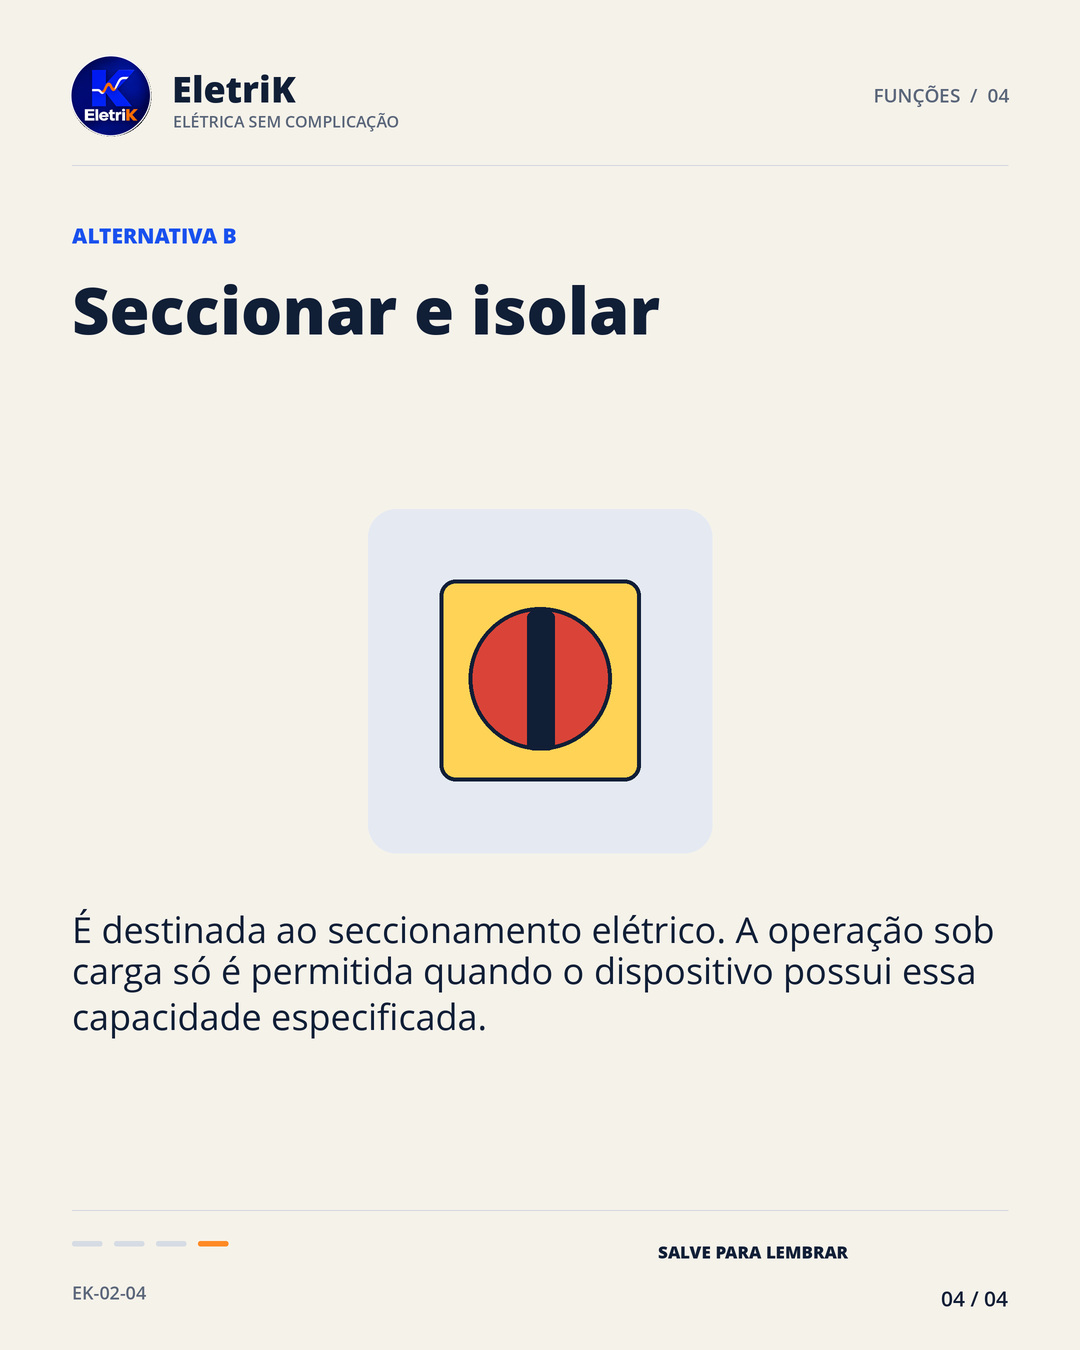 EletriK
EletriK
ELÉTRICA SEM COMPLICAÇÃO
FUNÇÕES / 04
ALTERNATIVA B
Seccionar e isolar
É destinada ao seccionamento elétrico. A operação sob
carga só é permitida quando o dispositivo possui essa
capacidade especificada.
SALVE PARA LEMBRAR
EK-02-04
04 / 04